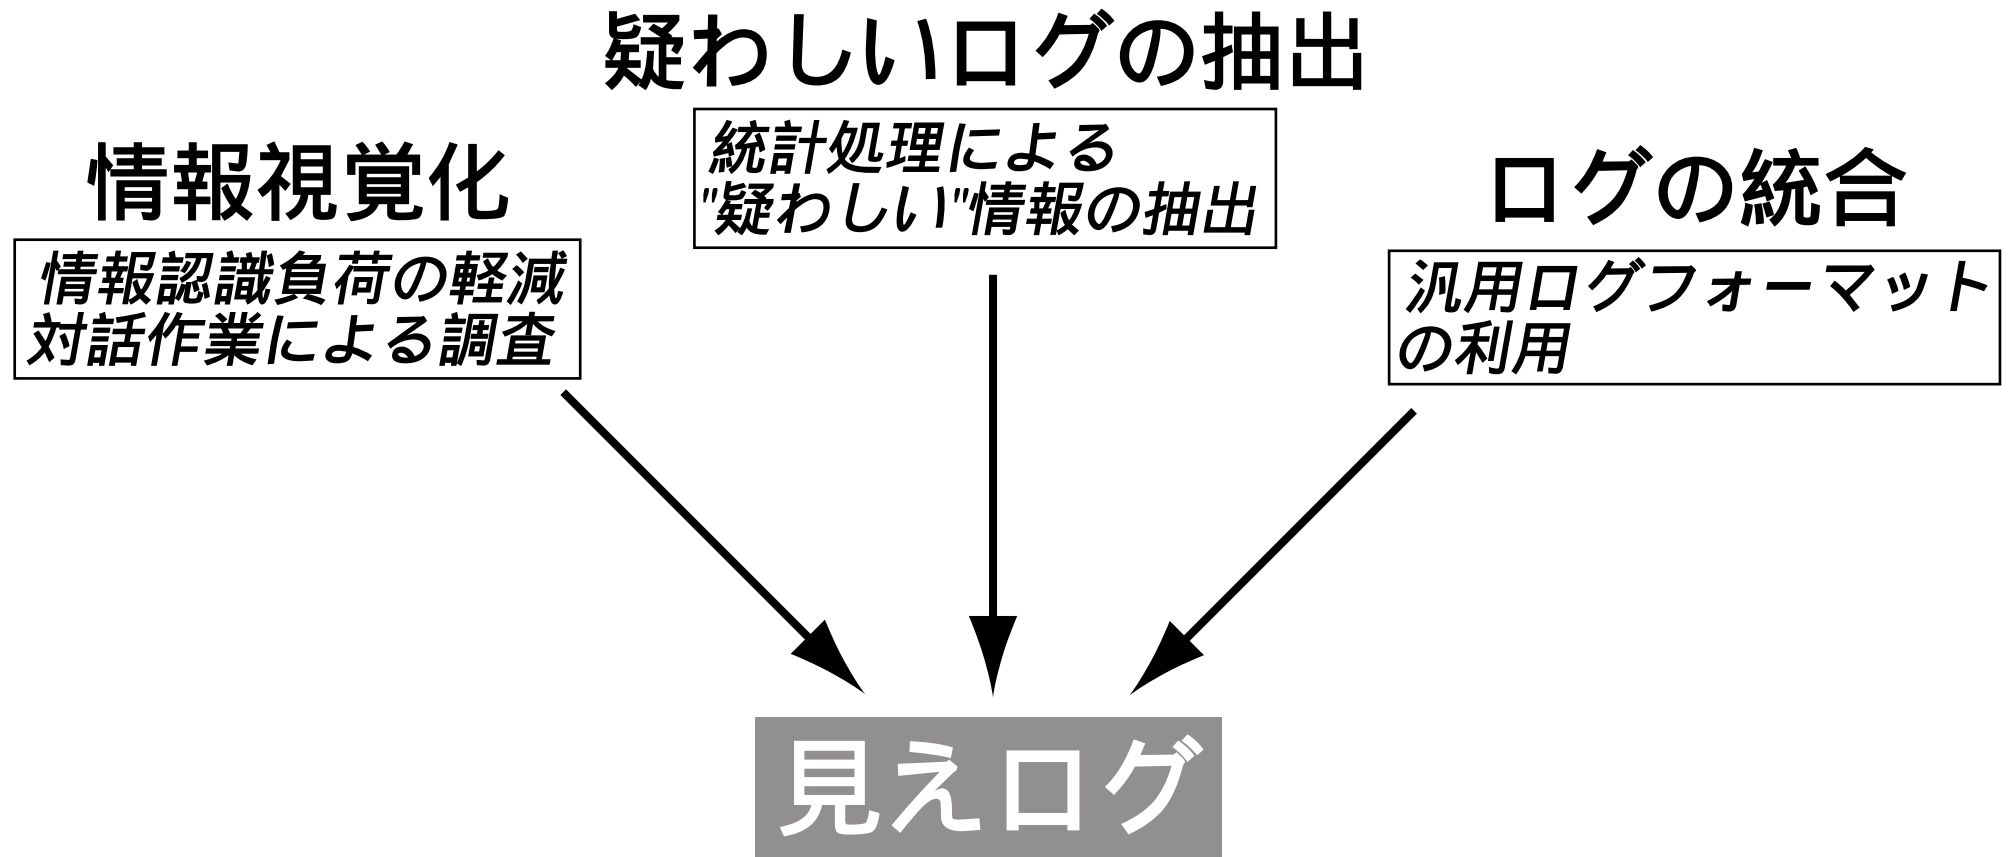 疑わしいログの抽出
統計処理による
"疑わしい"情報の抽出
情報視覚化
情報認識負荷の軽減
対話作業による調査
ログの統合
汎用ログフォーマット
の利用
見えログ